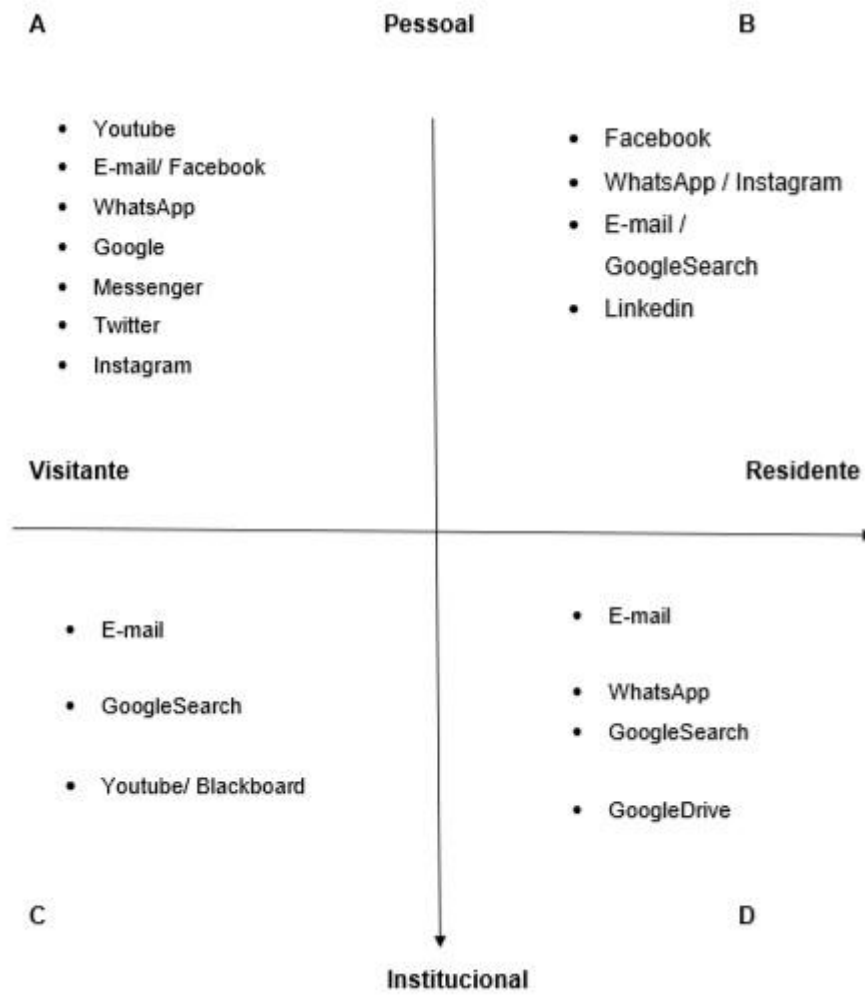 A
Pessoal
B
• Youtube
• E-mail/ Facebook
• WhatsApp
• Google
• Messenger
• Twitter
• Instagram
• Facebook
• WhatsApp / Instagram
• E-mail /
GoogleSearch
• Linkedin
Visitante
Residente
• E-mail
• GoogleSearch
• Youtube/ Blackboard
• E-mail
• WhatsApp
• GoogleSearch
• GoogleDrive
C
D
Institucional